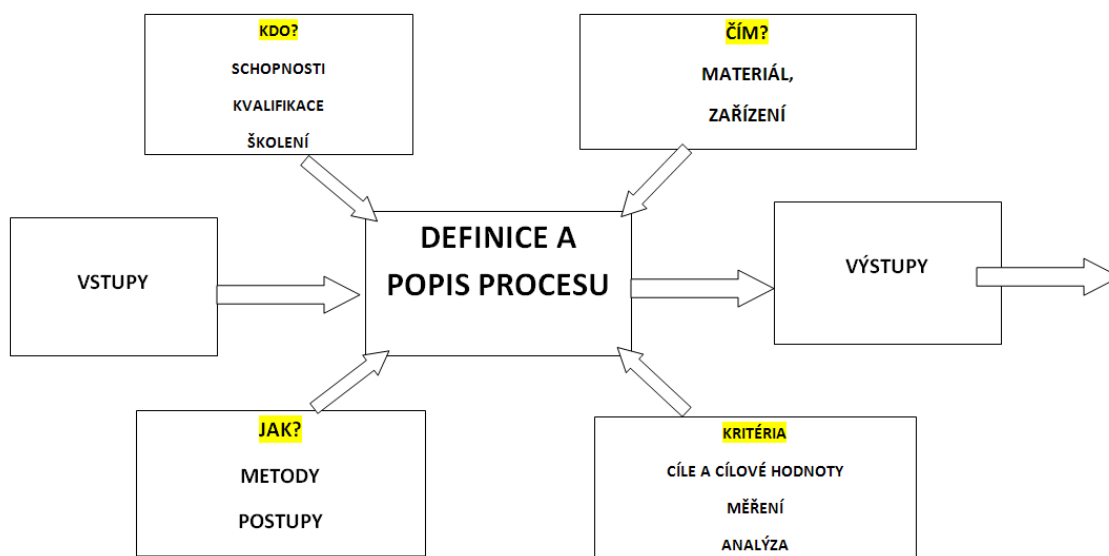 KDO?
SCHOPNOSTI
KVALIFIKACE
ŠKOLENÍ
ČÍM?
MATERIÁL,
ZAŘÍZENÍ
VSTUPY
DEFINICE A
POPIS PROCESU
VÝSTUPY
JAK?
METODY
POSTUPY
KRITÉRIA
CÍLE A CÍLOVÉ HODNOTY
MĚŘENÍ
ANALÝZA